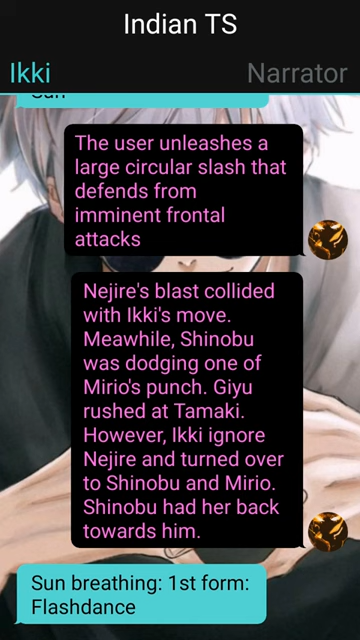 Indian TS
Ikki
Narrator
Sun
The user unleashes a
large circular slash that
defends from
imminent frontal
attacks
Nejire's blast collided
with Ikki's move.
Meawhile, Shinobu
was dodging one of
Mirio's punch. Giyu
rushed at Tamaki.
However, Ikki ignore
Nejire and turned over
to Shinobu and Mirio.
Shinobu had her back
towards him.
Sun breathing: 1st form:
Flashdance